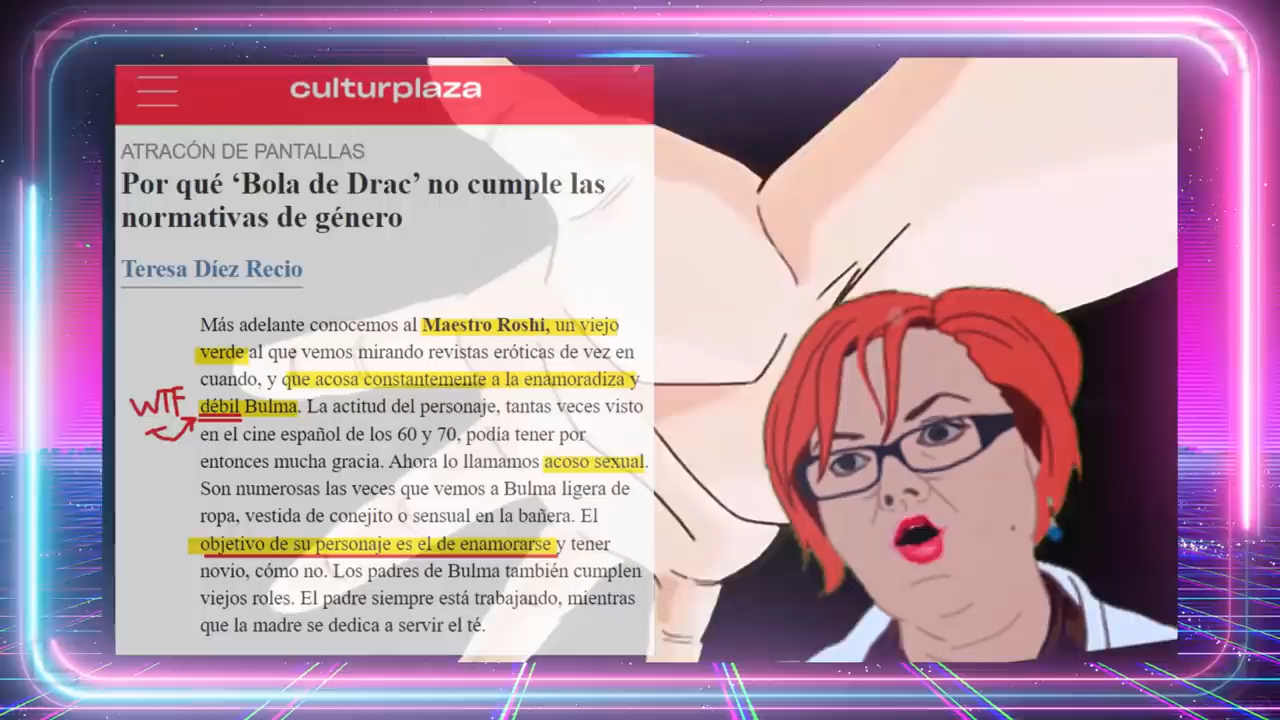 culturplaza
ATRACÓN DE PANTALLAS
Por qué ‘Bola de Drac’ no cumple las
normativas de género
Teresa Díez Recio
Más adelante conocemos al Maestro Roshi, un viejo
verde al que vemos mirando revistas eróticas de vez en
cuando, y que acosa constantemente a la enamoradiza y
WTF
débil Bulma. La actitud del personaje, tantas veces visto
en el cine español de los 60 y 70, podía tener por
entonces mucha gracia. Ahora lo llamamos acoso sexual.
Son numerosas las veces que vemos a Bulma ligera de
ropa, vestida de conejito o sensual en la bañera. El
objetivo de su personaje es el de enamorarse y tener
novio, cómo no. Los padres de Bulma también cumplen
viejos roles. El padre siempre está trabajando, mientras
que la madre se dedica a servir el té.